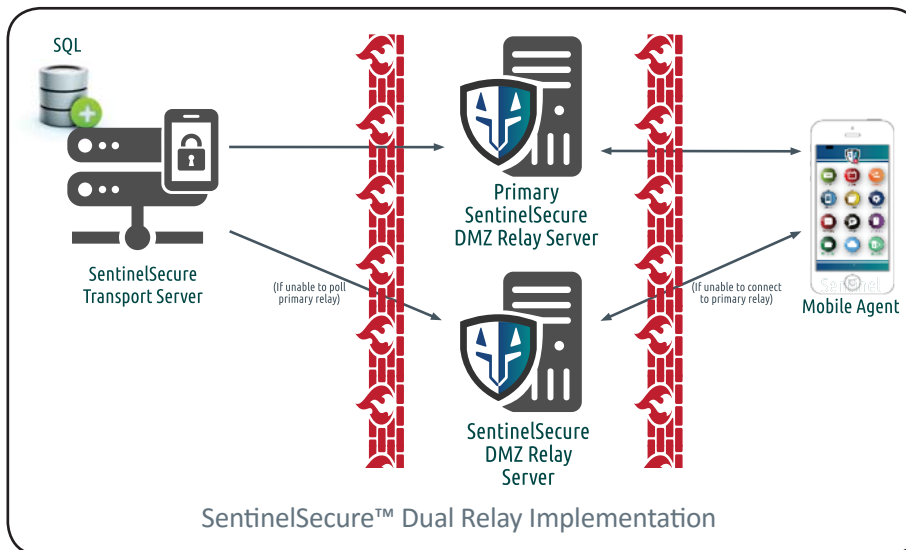 SQL
SentinelSecure
Transport Server
(If unable to poll
primary relay)
Primary
SentinelSecure
DMZ Relay Server
SentinelSecure
DMZ Relay
Server
(If unable to connect
to primary relay)
Sentinel
Mobile Agent
SentinelSecure™ Dual Relay Implementation